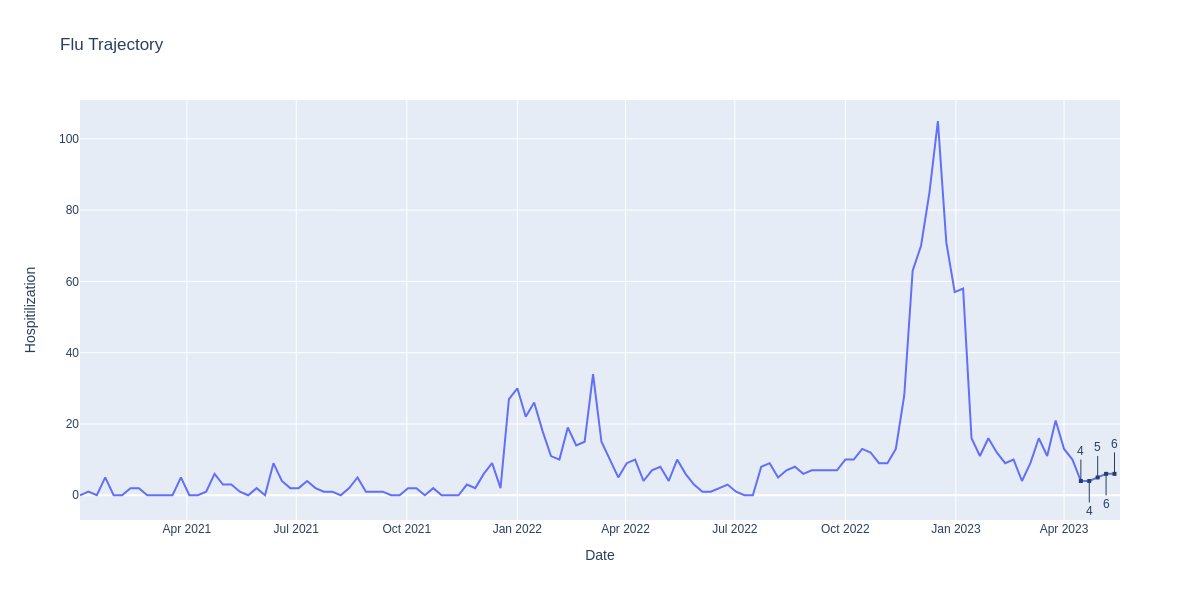 Flu Trajectory
Hospitilization
100
80
60
40
20
0
4
4
5
6
6
Apr 2021
Jul 2021
Oct 2021
Jan 2022
Apr 2022
Jul 2022
Oct 2022
Jan 2023
Apr 2023
Date